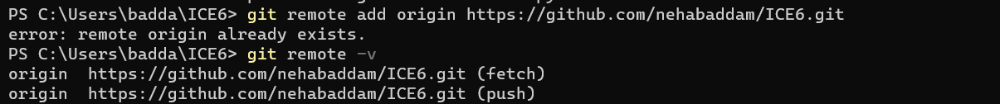 PS C:\Users\badda\ICE6> git remote add origin https://github.com/nehabaddam/ICE6.git
error: remote origin already exists.
PS C:\Users\badda\ICE6> git remote -v
origin  https://github.com/nehabaddam/ICE6.git (fetch)
origin  https://github.com/nehabaddam/ICE6.git (push)